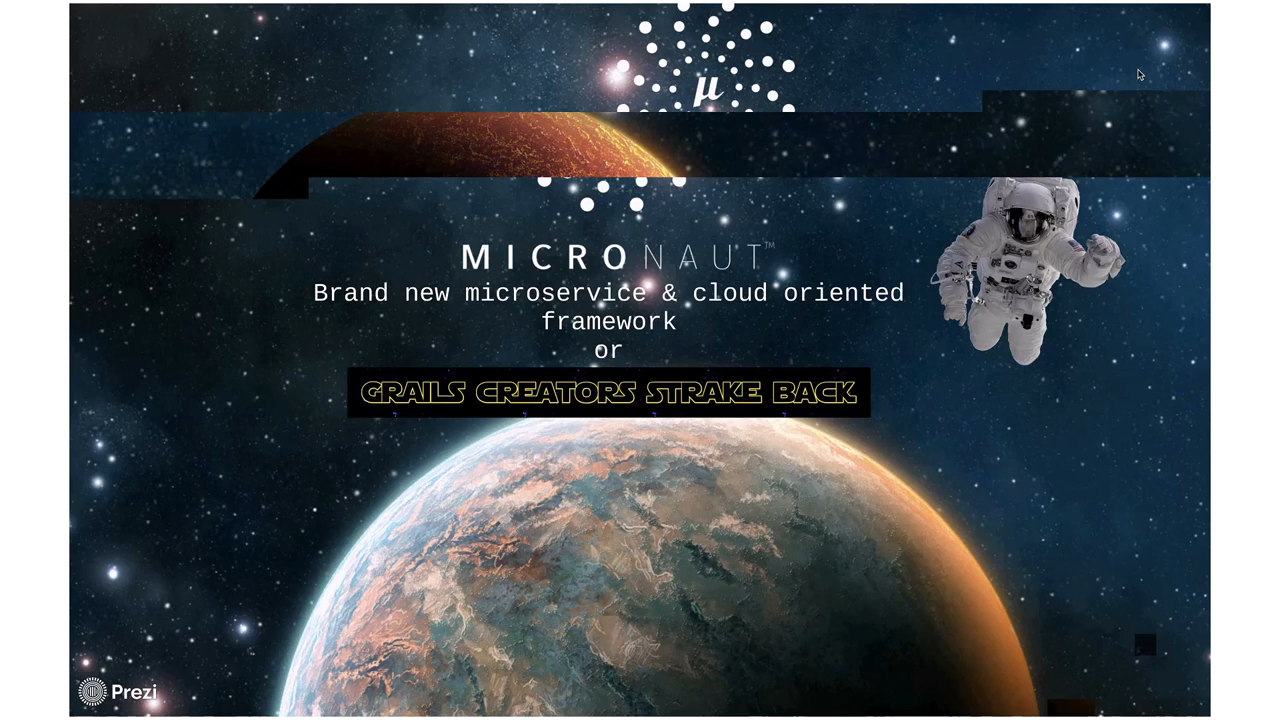 μ
MICRONAUT™
Brand new microservice & cloud oriented
framework
or
GRAILS CREATORS STRAKE BACK
Prezi